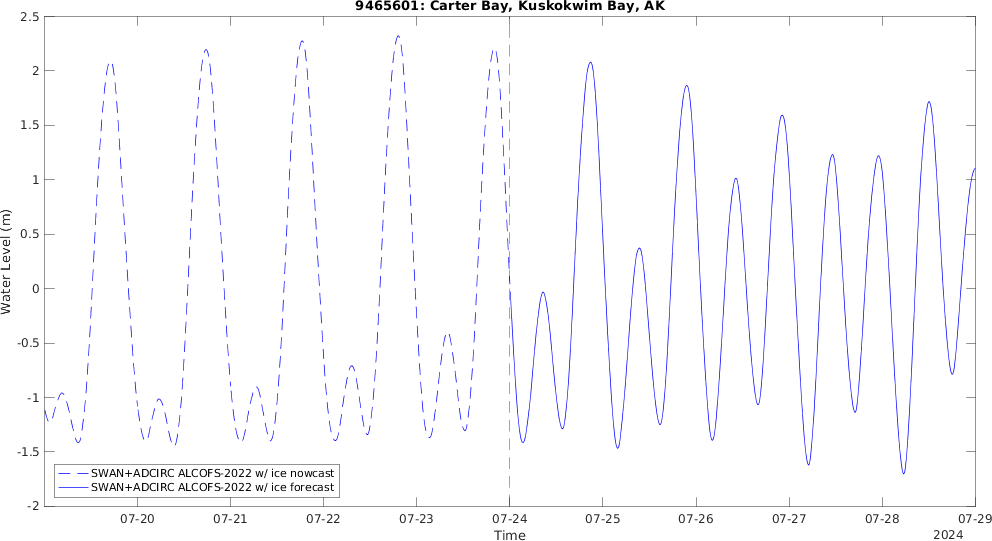 9465601: Carter Bay, Kuskokwim Bay, AK
2.5
2
1.5
1
0.5
0
-0.5
-1
-1.5
-2
Water Level (m)
SWAN+ADCIRC ALCOFS-2022 w/ ice nowcast
SWAN+ADCIRC ALCOFS-2022 w/ ice forecast
07-20 07-21 07-22 07-23 07-24 07-25 07-26 07-27 07-28 07-29
Time
2024